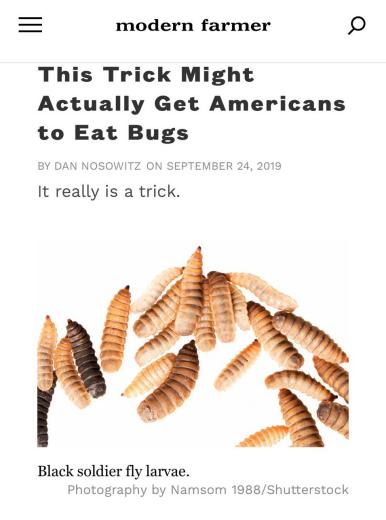 modern farmer
This Trick Might
Actually Get Americans
to Eat Bugs
BY DAN NOSOWITZ ON SEPTEMBER 24, 2019
It really is a trick.
Black soldier fly larvae.
Photography by Namsom 1988/Shutterstock